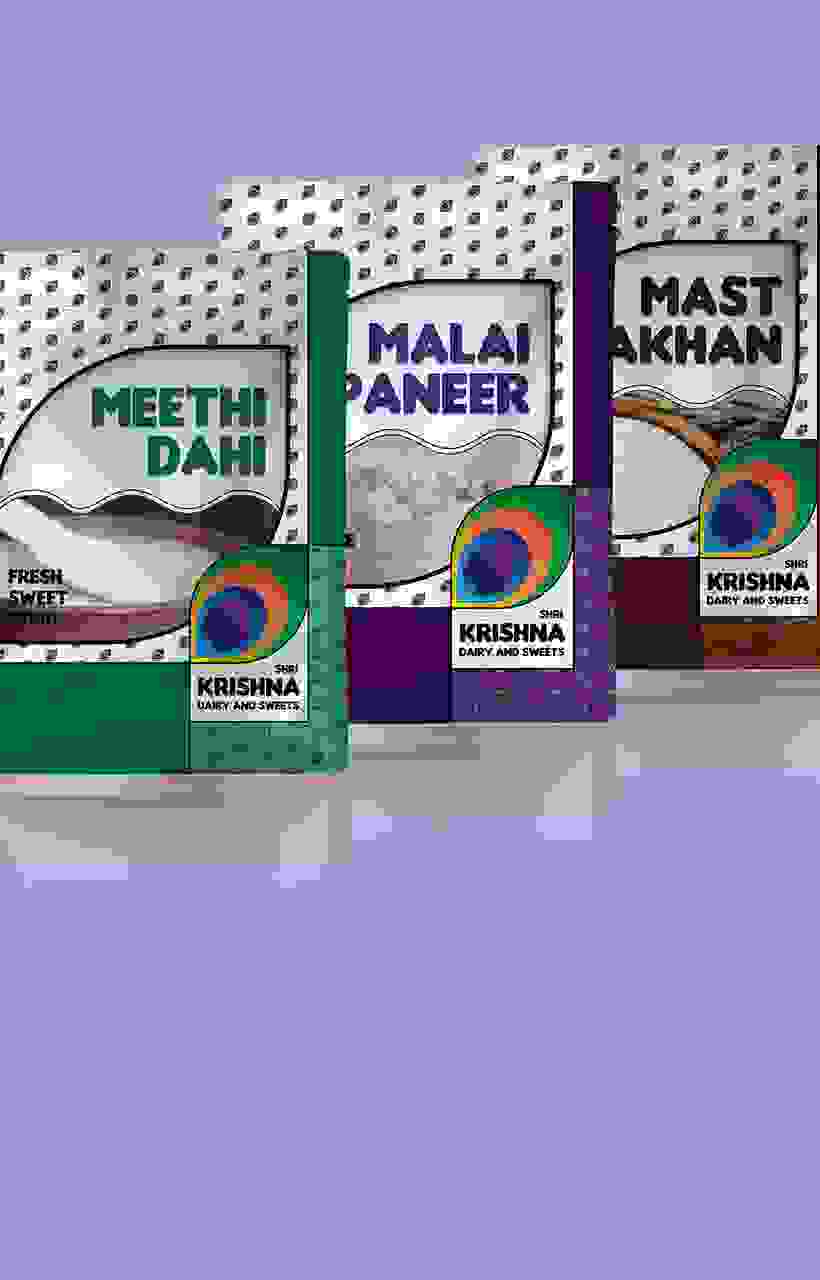 MEETHI
DAHI
FRESH
SWEET
SHRI
KRISHNA
DAIRY AND SWEETS
MALAI
PANEER
SHRI
KRISHNA
DAIRY AND SWEETS
MAST
AKHAN
SHRI
KRISHNA
DAIRY AND SWEETS